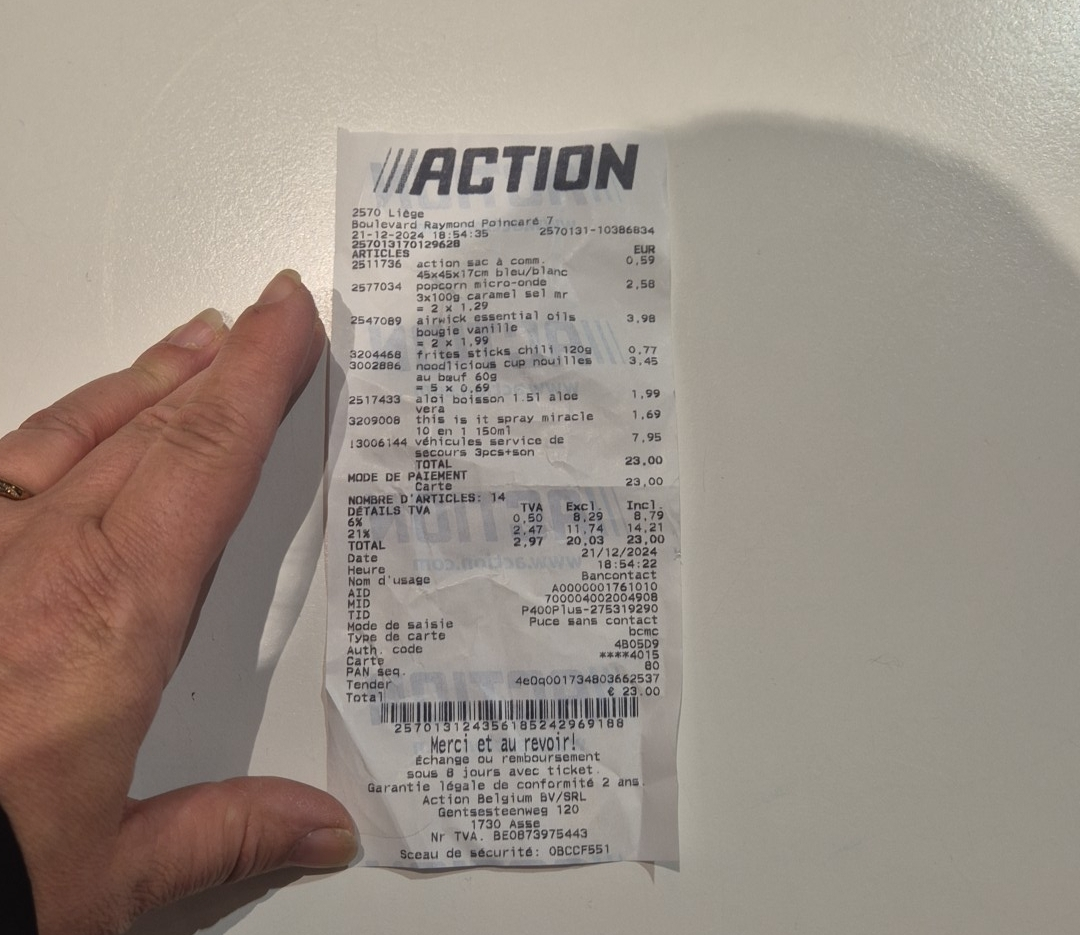 ///ACTION
2570 Liège
Boulevard Raymond Poincaré 7
21-12-2024 18:54:35 2570131-10386834
257013170129628
ARTICLES EUR
2511736 action sac à comm. 0,59
45x45x17cm bleu/blanc
2577034 popcorn micro-onde 2,58
3x100g caramel sel mr
= 2 x 1,29
2547089 airwick essential oils 3,98
bougie vanille
= 2 x 1,99
3204468 frites sticks chili 120g 0,77
3002886 noodlicious cup nouilles 3,45
au bœuf 60g
= 5 x 0,69
2517433 aloi boisson 1.5l aloe 1,99
vera
3209008 this is it spray miracle 1,69
10 en 1 150ml
!3006144 véhicules service de 7,95
secours 3pcs+son
TOTAL 23,00
MODE DE PAIEMENT
Carte 23,00
NOMBRE D'ARTICLES: 14
DÉTAILS TVA TVA Excl. Incl.
6% 0,50 8,29 8,79
21% 2,47 11,74 14,21
TOTAL 2,97 20,03 23,00
Date 21/12/2024
Heure 18:54:22
Nom d'usage Bancontact
AID A0000001761010
MID 700004002004908
TID P400Plus-275319290
Mode de saisie Puce sans contact
Type de carte bcmc
Auth. code 4B05D9
Carte ****4015
PAN seq. 80
Tender 4e0q001734803662537
Total € 23.00
2570131243561852429691​88
Merci et au revoir!
Échange ou remboursement
sous 8 jours avec ticket.
Garantie légale de conformité 2 ans.
Action Belgium BV/SRL
Gentsesteenweg 120
1730 Asse
Nr TVA. BE0873975443
Sceau de sécurité: 0BCCF551